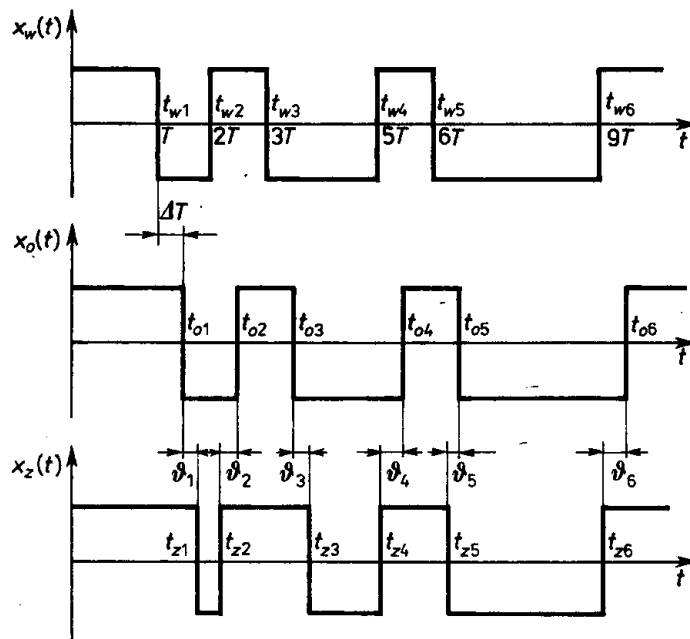 x_w(t)
t_w1 t_w2 t_w3 t_w4 t_w5 t_w6
T 2T 3T 5T 6T 9T t
ΔT
x_o(t)
t_o1 t_o2 t_o3 t_o4 t_o5 t_o6
t
x_z(t)
ϑ_1 ϑ_2 ϑ_3 ϑ_4 ϑ_5 ϑ_6
t_z1 t_z2 t_z3 t_z4 t_z5 t_z6
t